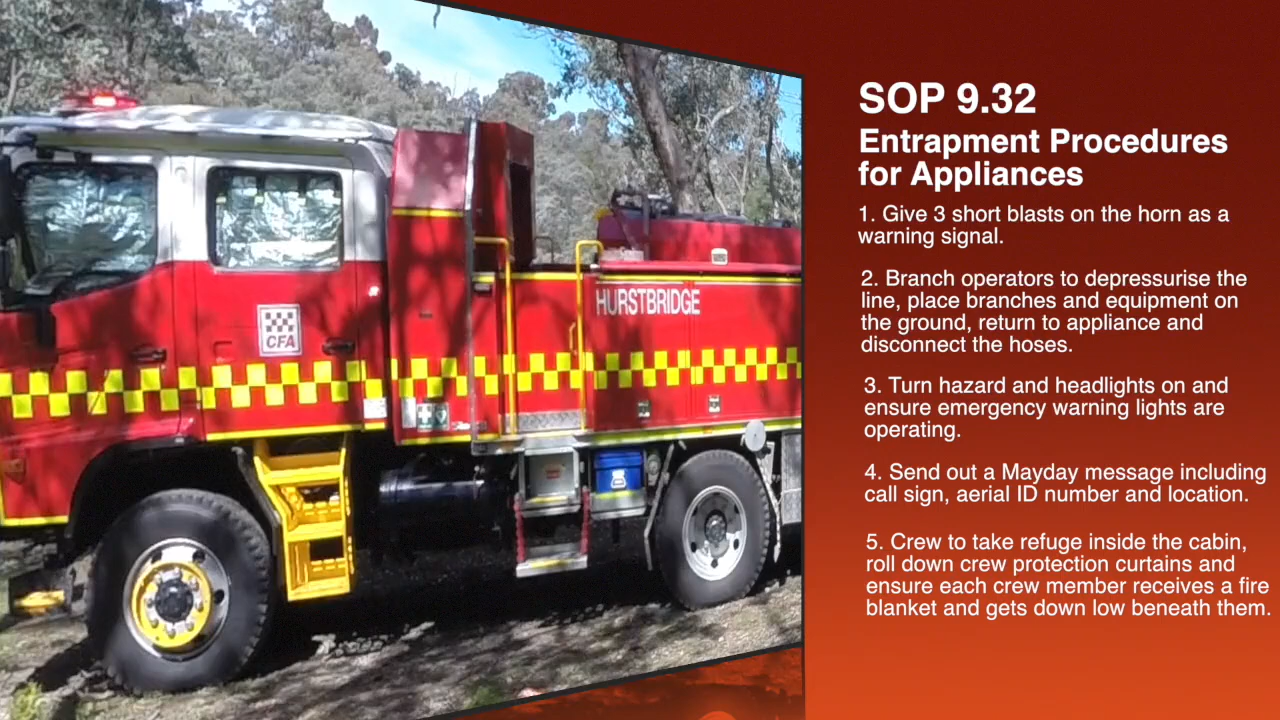 HURSTBRIDGE
CFA
SOP 9.32
Entrapment Procedures
for Appliances
1. Give 3 short blasts on the horn as a
warning signal.
2. Branch operators to depressurise the
line, place branches and equipment on
the ground, return to appliance and
disconnect the hoses.
3. Turn hazard and headlights on and
ensure emergency warning lights are
operating.
4. Send out a Mayday message including
call sign, aerial ID number and location.
5. Crew to take refuge inside the cabin,
roll down crew protection curtains and
ensure each crew member receives a fire
blanket and gets down low beneath them.